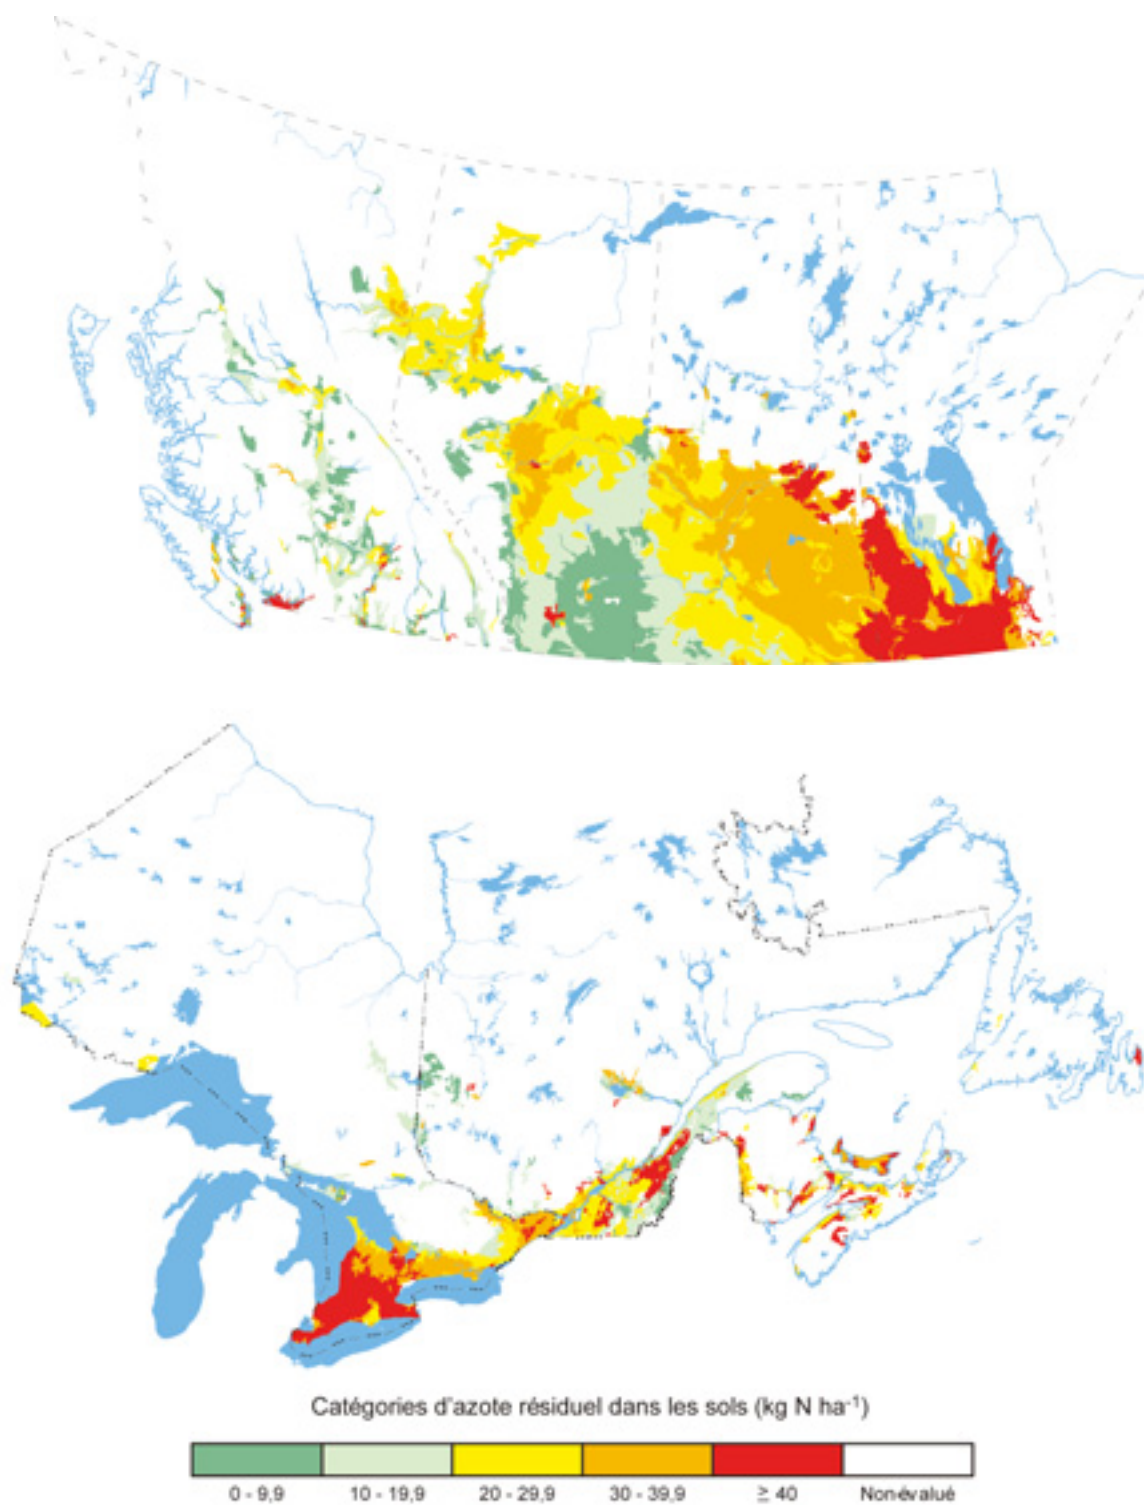 Catégories d'azote résiduel dans les sols (kg N ha⁻¹)
0 - 9,9 10 - 19,9 20 - 29,9 30 - 39,9 ≥ 40 Non évalué